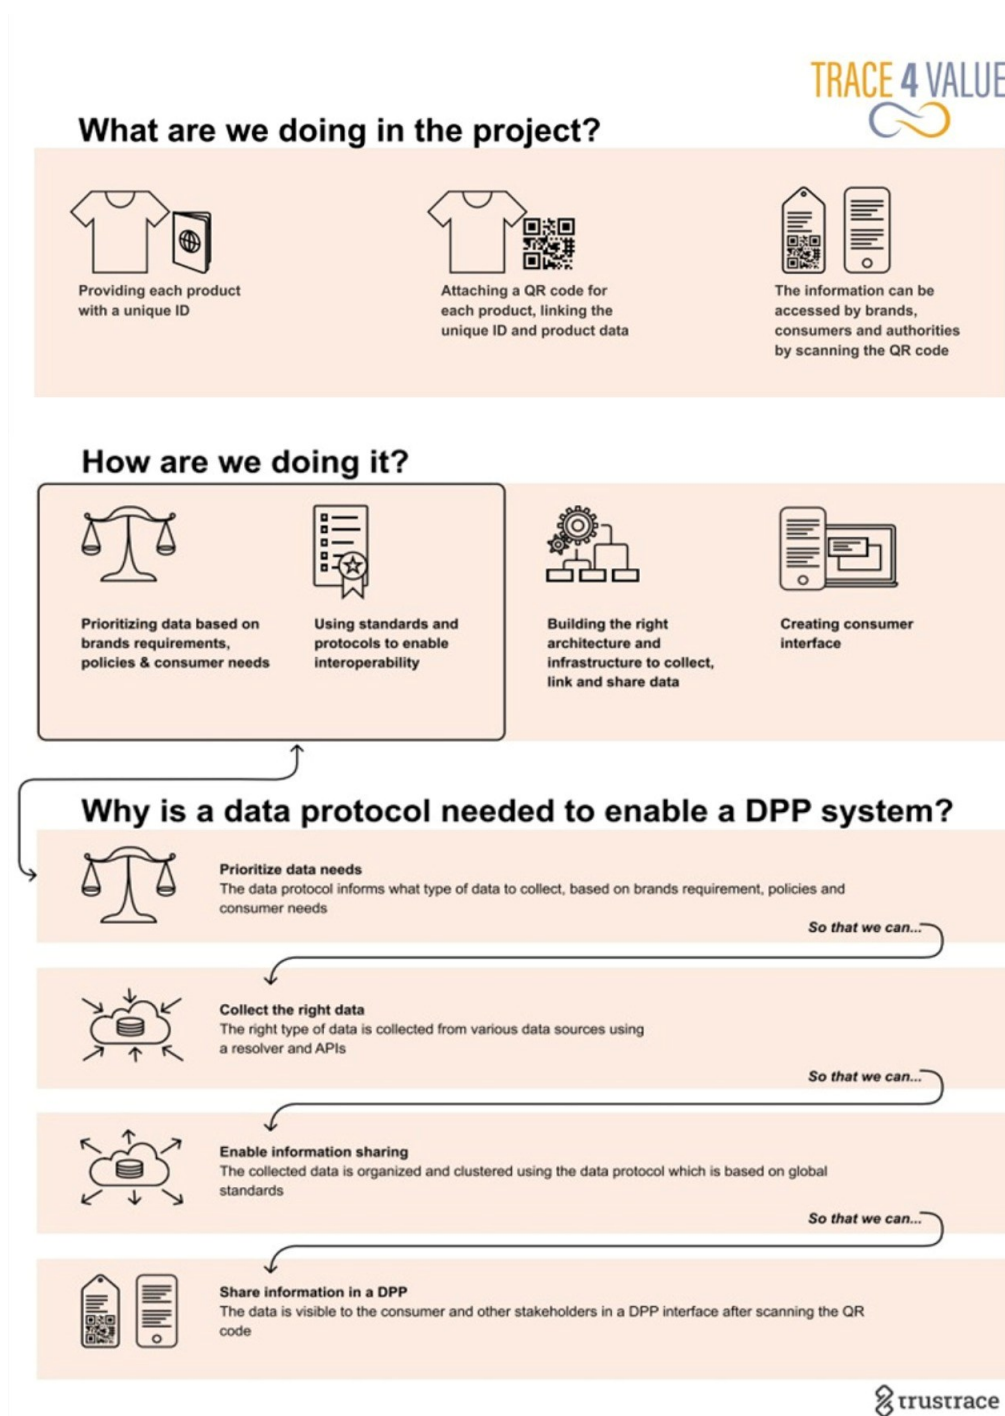 TRACE 4 VALUE
What are we doing in the project?
Providing each product
with a unique ID
Attaching a QR code for
each product, linking the
unique ID and product data
The information can be
accessed by brands,
consumers and authorities
by scanning the QR code
How are we doing it?
Prioritizing data based on
brands requirements,
policies & consumer needs
Using standards and
protocols to enable
interoperability
Building the right
architecture and
infrastructure to collect,
link and share data
Creating consumer
interface
Why is a data protocol needed to enable a DPP system?
Prioritize data needs
The data protocol informs what type of data to collect, based on brands requirement, policies and
consumer needs
So that we can...
Collect the right data
The right type of data is collected from various data sources using
a resolver and APIs
So that we can...
Enable information sharing
The collected data is organized and clustered using the data protocol which is based on global
standards
So that we can...
Share information in a DPP
The data is visible to the consumer and other stakeholders in a DPP interface after scanning the QR
code
trustrace